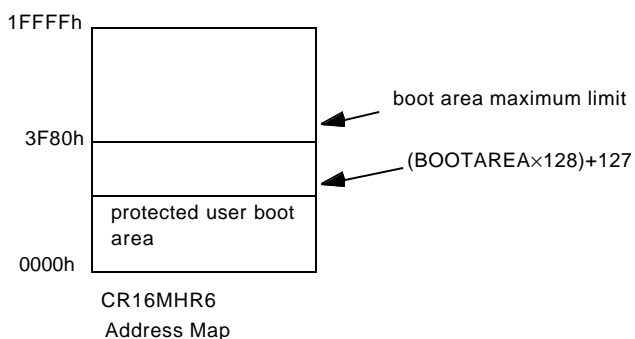 1FFFFh
boot area maximum limit
3F80h
(BOOTAREA×128)+127
protected user boot
area
0000h
CR16MHR6
Address Map